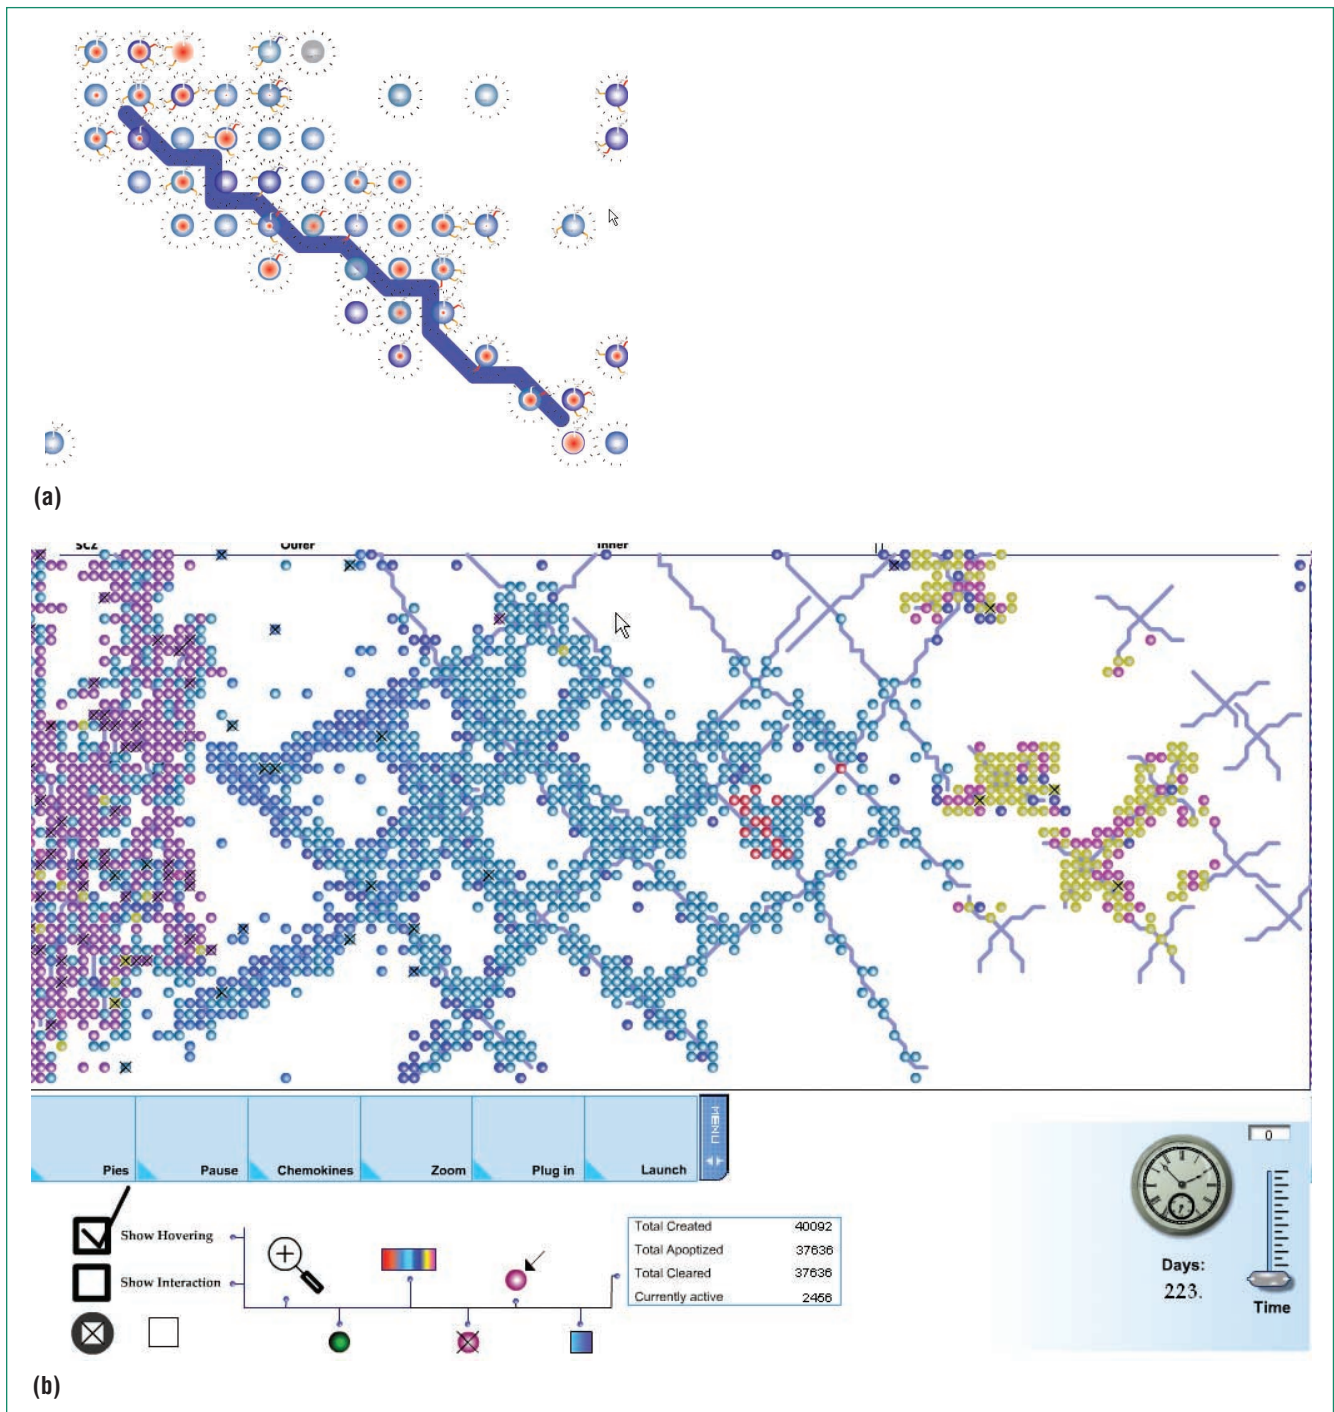 (a)
SCZ Outer Inner
MENU
Pies Pause Chemokines Zoom Plug in Launch
0
Show Hovering
Show Interaction
Total Created 40092
Total Apoptized 37636
Total Cleared 37636
Currently active 2456
Days:
223.
Time
(b)